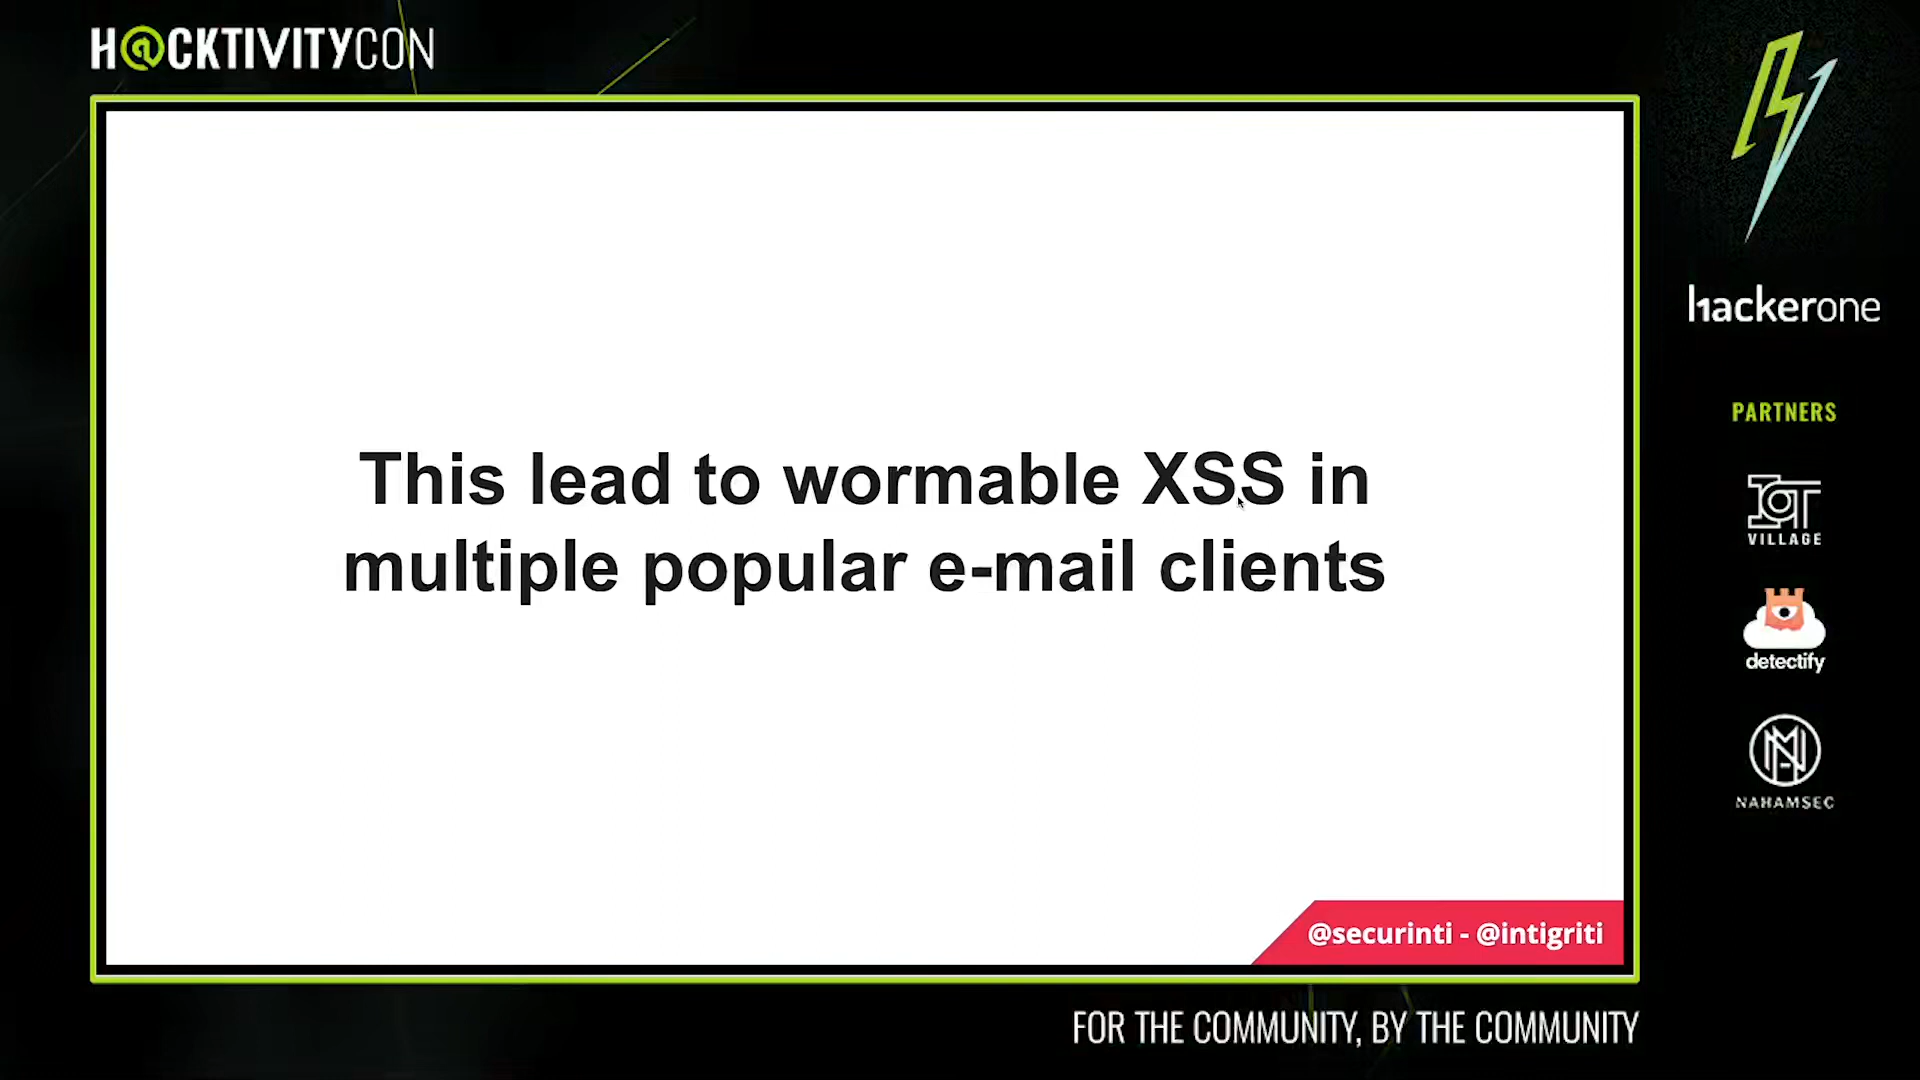 H@CKTIVITYCON
This lead to wormable XSS in
multiple popular e-mail clients
@securinti - @intigriti
hackerone
PARTNERS
IOT
VILLAGE
detectify
NAHAMSEC
FOR THE COMMUNITY, BY THE COMMUNITY